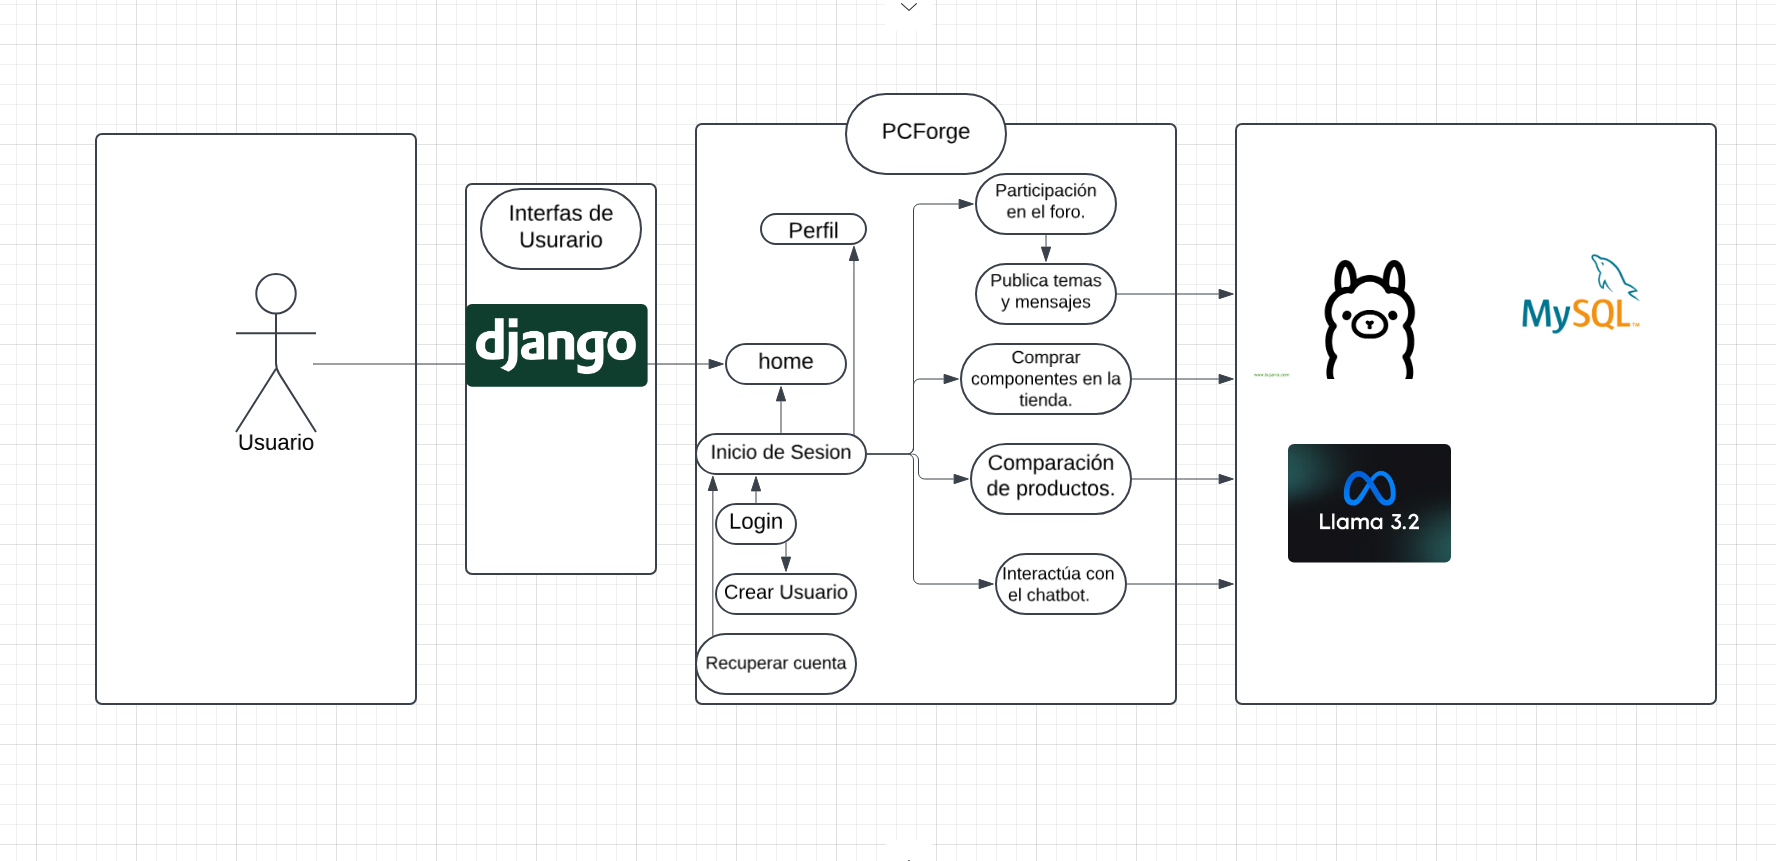 PCForge
Interfas de
Usurario
django
Usuario
Perfil
home
Inicio de Sesion
Login
Crear Usuario
Recuperar cuenta
Participación
en el foro.
Publica temas
y mensajes
Comprar
componentes en la
tienda.
Comparación
de productos.
Interactúa con
el chatbot.
MySQL™
Llama 3.2